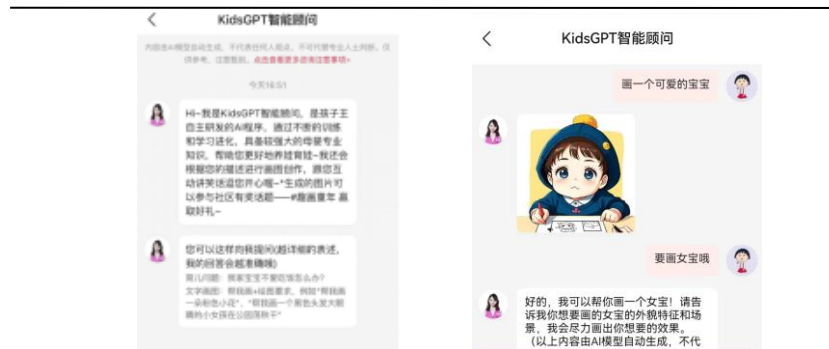 KidsGPT智能顾问
内容由AI模型自动生成，不代表任何人观点，不可代替专业人士判断，仅
供参考，注意甄别，点击查看更多咨询注意事项>
今天16:51
Hi~我是KidsGPT智能顾问，是孩子王
自主研发的AI程序，通过不断的训练
和学习进化，具备较强大的母婴专业
知识，帮助您更好地养娃育娃~我还会
根据您的描述进行画图创作，跟您互
动讲笑话逗您开心喔~*生成的图片可
以参与社区有奖话题——#趣画童年 赢
取好礼~
您可以这样向我提问(越详细的表述，
我的回答会越准确哦)
育儿问题：我家宝宝不爱吃饭怎么办？
文字画图：帮我画+绘图要求，例如"帮我画
一朵粉色小花"、"帮我画一个黑色头发大眼
睛的小女孩在公园荡秋千"
KidsGPT智能顾问
画一个可爱的宝宝
要画女宝哦
好的，我可以帮你画一个女宝！请告
诉我你想要画的女宝的外貌特征和场
景，我会尽力画出你想要的效果。
（以上内容由AI模型自动生成，不代